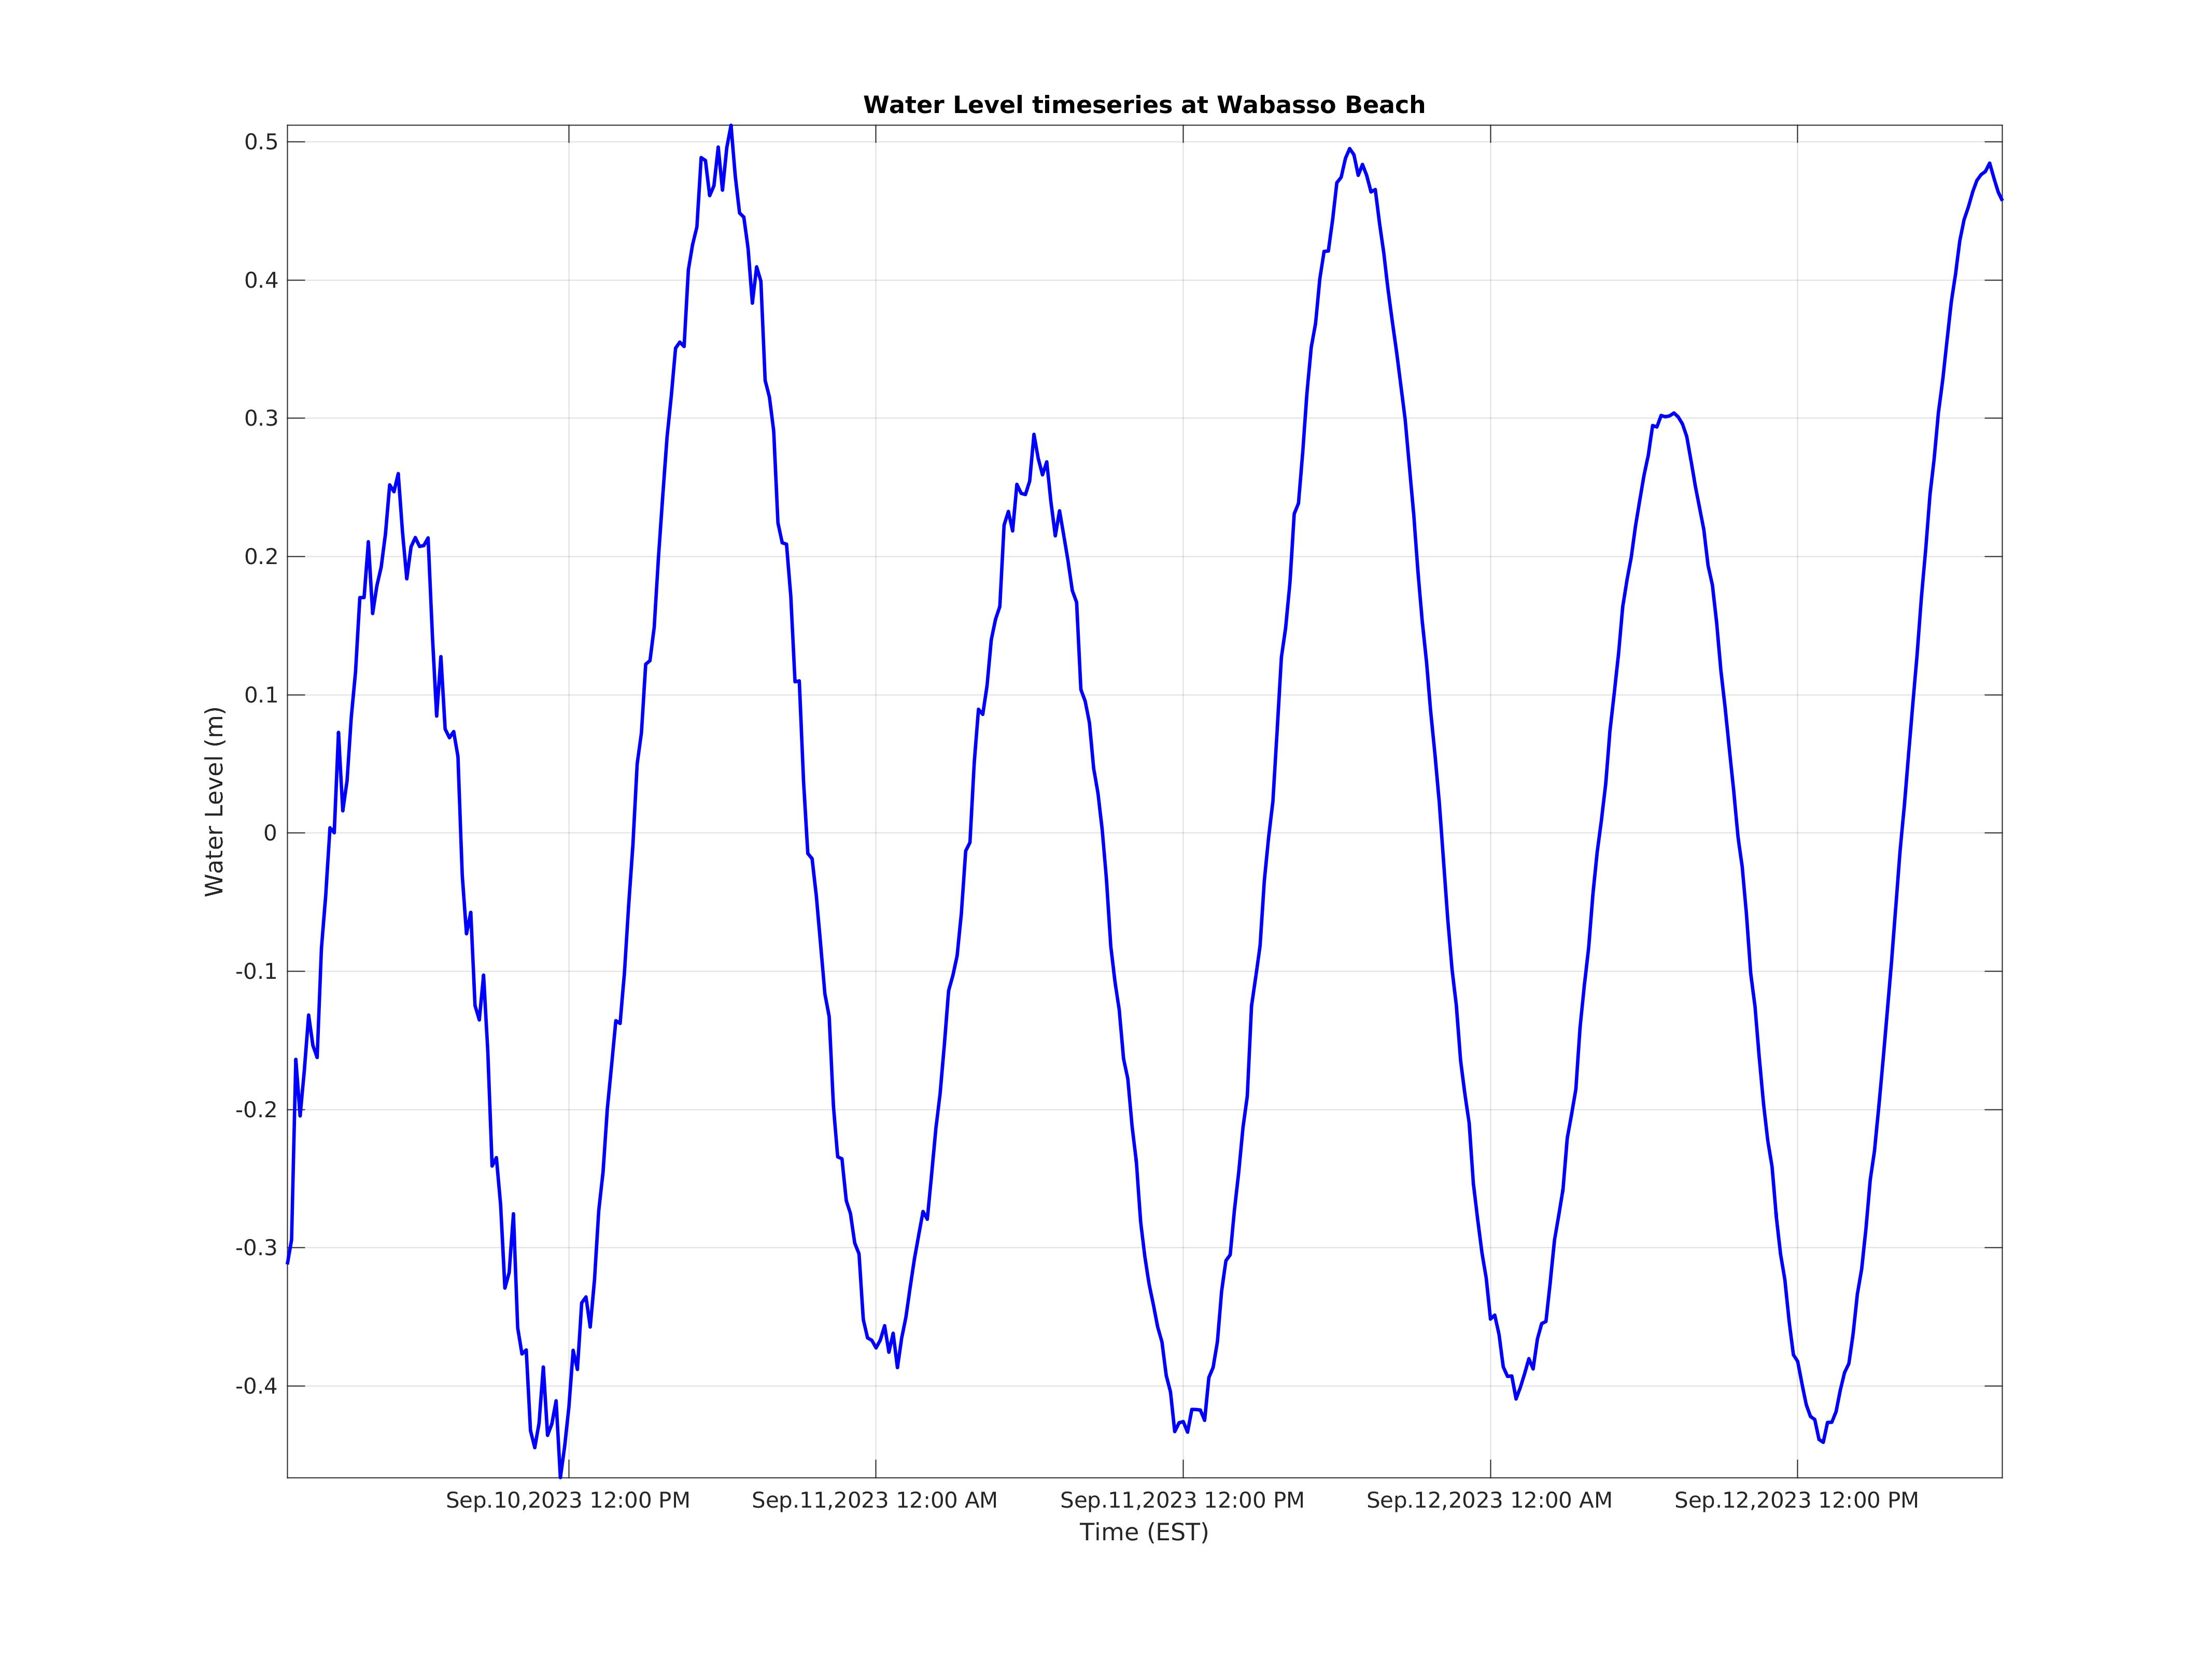 Water Level timeseries at Wabasso Beach
0.5
0.4
0.3
0.2
0.1
0
-0.1
-0.2
-0.3
-0.4
Water Level (m)
Sep.10,2023 12:00 PM
Sep.11,2023 12:00 AM
Sep.11,2023 12:00 PM
Sep.12,2023 12:00 AM
Sep.12,2023 12:00 PM
Time (EST)